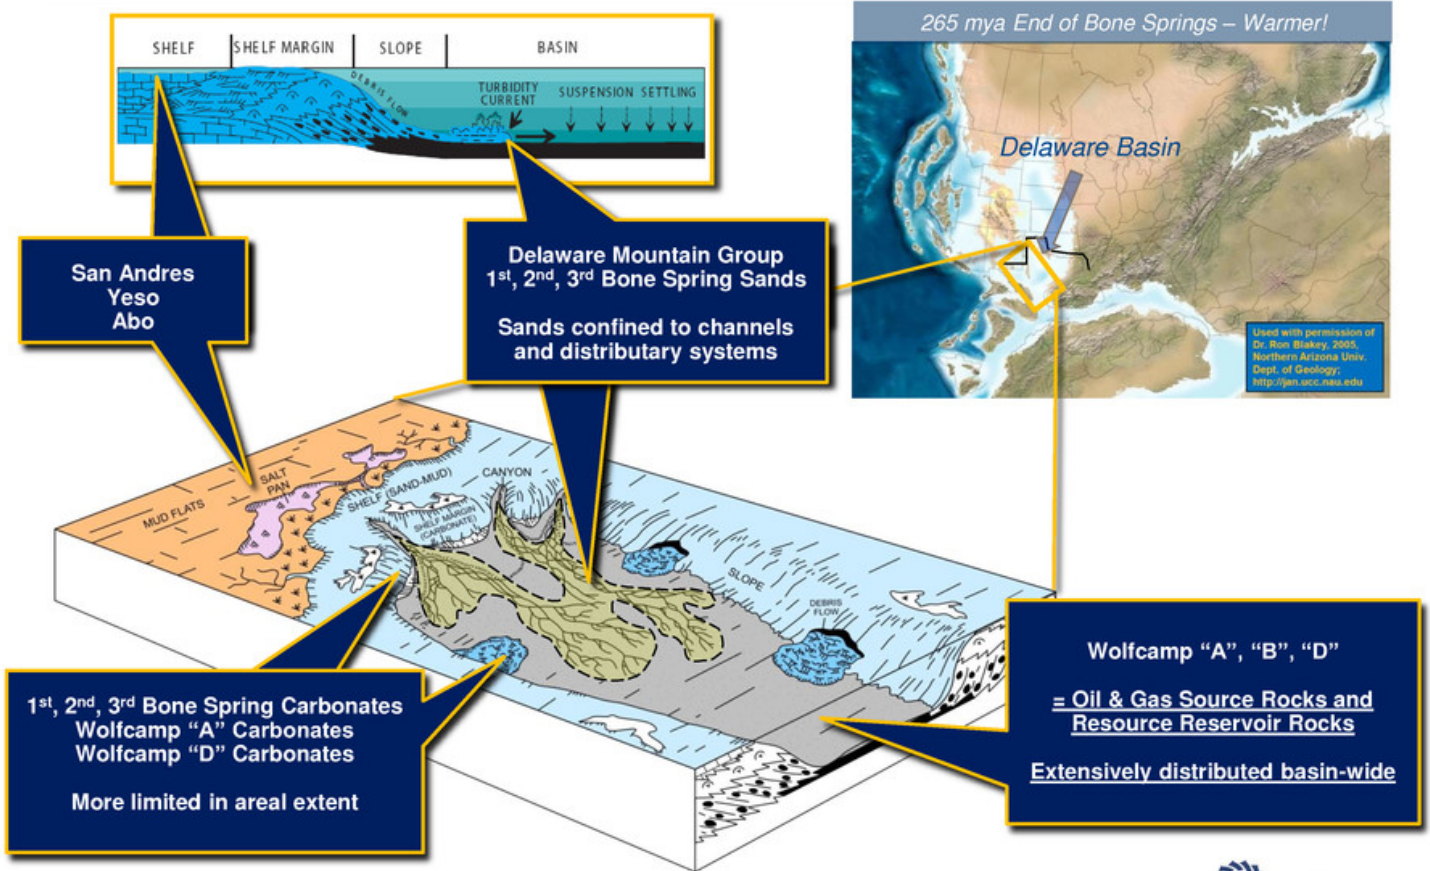 265 mya End of Bone Springs – Warmer!
SHELF
SHELF MARGIN
SLOPE
BASIN
DEBRIS FLOW
TURBIDITY
CURRENT
SUSPENSION SETTLING
Delaware Basin
San Andres
Yeso
Abo
Delaware Mountain Group
1st, 2nd, 3rd Bone Spring Sands
Sands confined to channels
and distributary systems
Used with permission of
Dr. Ron Blakey, 2005,
Northern Arizona Univ.
Dept. of Geology;
http://jan.ucc.nau.edu
MUD FLATS
SALT
PAN
SHELF (SAND-MUD)
SHELF MARGIN
(CARBONATE)
CANYON
SLOPE
DEBRIS
FLOW
1st, 2nd, 3rd Bone Spring Carbonates
Wolfcamp “A” Carbonates
Wolfcamp “D” Carbonates
More limited in areal extent
Wolfcamp “A”, “B”, “D”
= Oil & Gas Source Rocks and
Resource Reservoir Rocks
Extensively distributed basin-wide